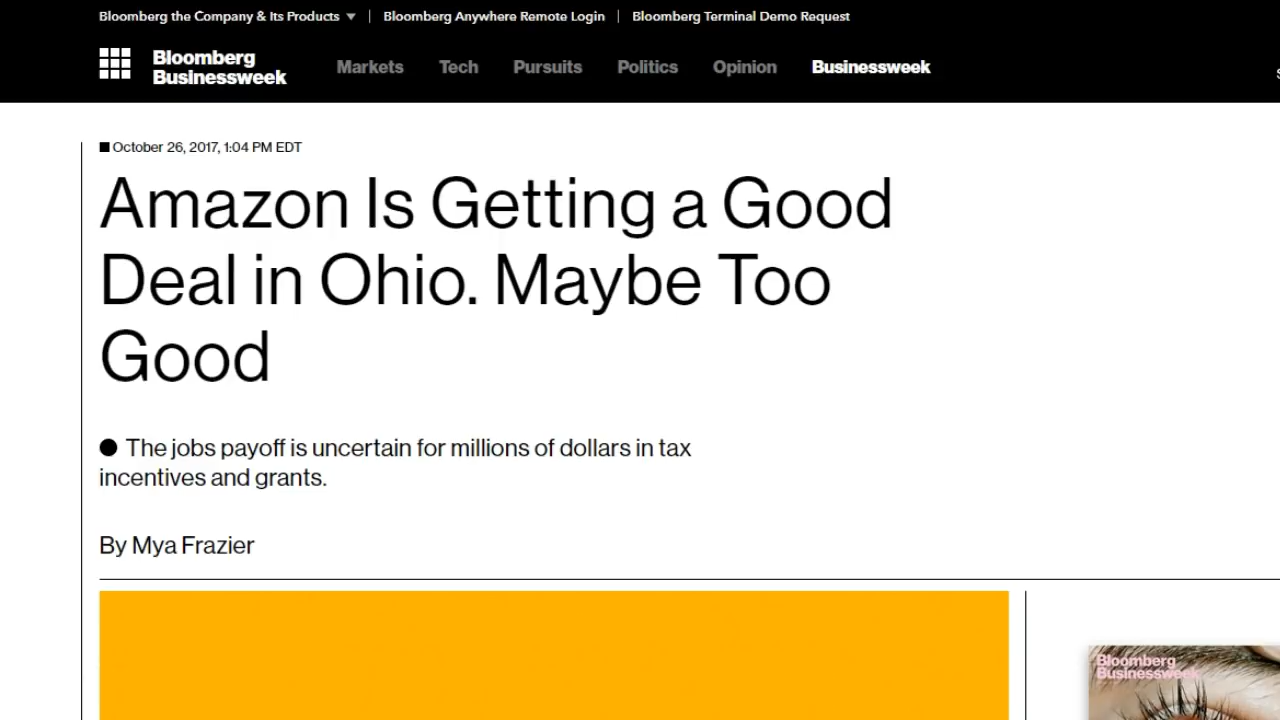 Bloomberg the Company & Its Products ▼ | Bloomberg Anywhere Remote Login | Bloomberg Terminal Demo Request
Bloomberg
Businessweek
Markets Tech Pursuits Politics Opinion Businessweek
October 26, 2017, 1:04 PM EDT
Amazon Is Getting a Good
Deal in Ohio. Maybe Too
Good
● The jobs payoff is uncertain for millions of dollars in tax
incentives and grants.
By Mya Frazier
Bloomberg
Businessweek